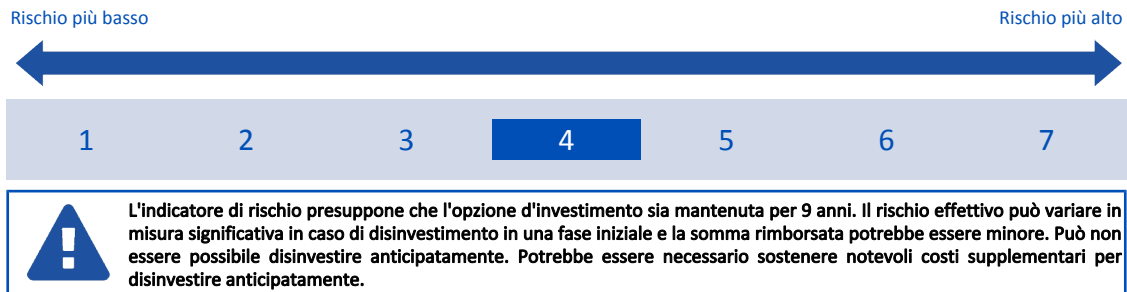 Rischio più basso Rischio più alto
1 2 3 4 5 6 7
L'indicatore di rischio presuppone che l'opzione d'investimento sia mantenuta per 9 anni. Il rischio effettivo può variare in
misura significativa in caso di disinvestimento in una fase iniziale e la somma rimborsata potrebbe essere minore. Può non
essere possibile disinvestire anticipatamente. Potrebbe essere necessario sostenere notevoli costi supplementari per
disinvestire anticipatamente.